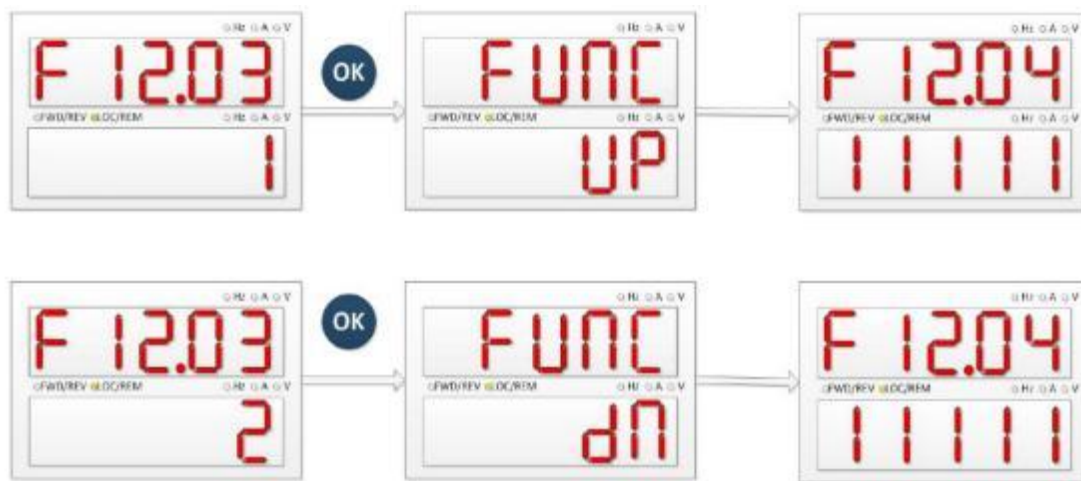 Hz A V
F 12.03
FWD/REV LOC/REM Hz A V
1
OK
Hz A V
FUNC
FWD/REV LOC/REM Hz A V
UP
Hz A V
F 12.04
FWD/REV LOC/REM Hz A V
11111
Hz A V
F 12.03
FWD/REV LOC/REM Hz A V
2
OK
Hz A V
FUNC
FWD/REV LOC/REM Hz A V
dn
Hz A V
F 12.04
FWD/REV LOC/REM Hz A V
11111